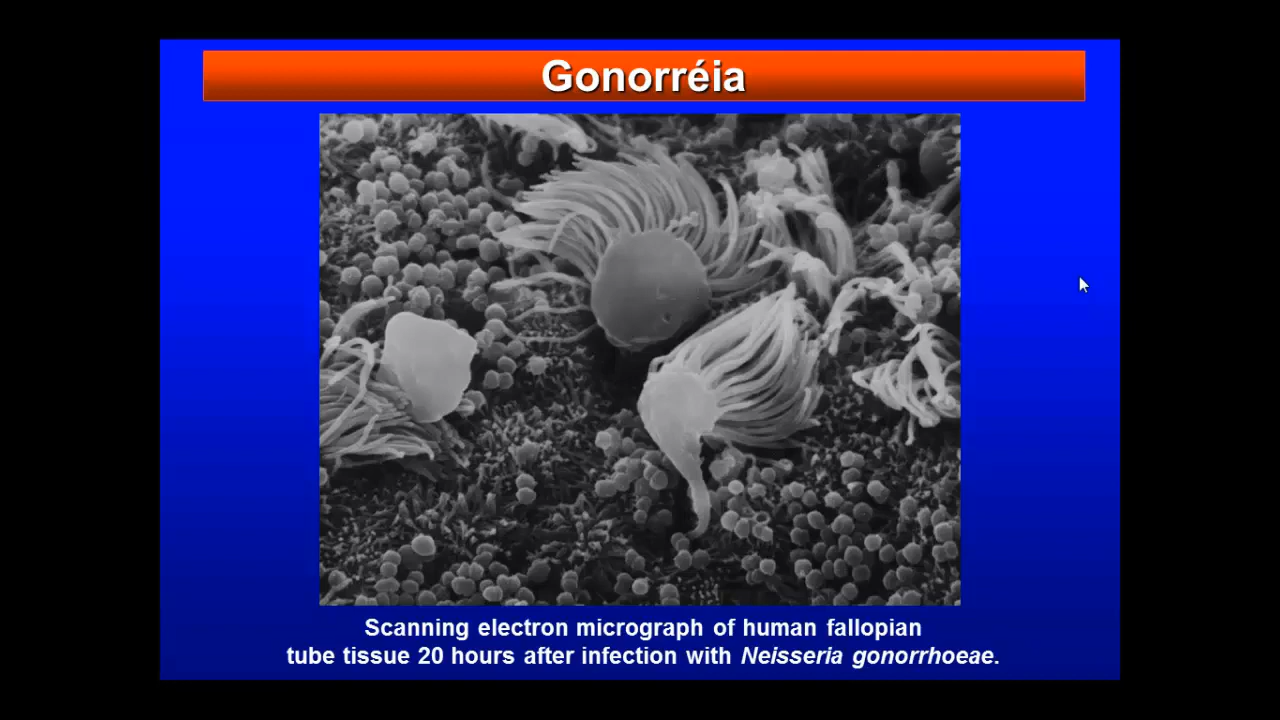 Gonorréia
Scanning electron micrograph of human fallopian
tube tissue 20 hours after infection with Neisseria gonorrhoeae.